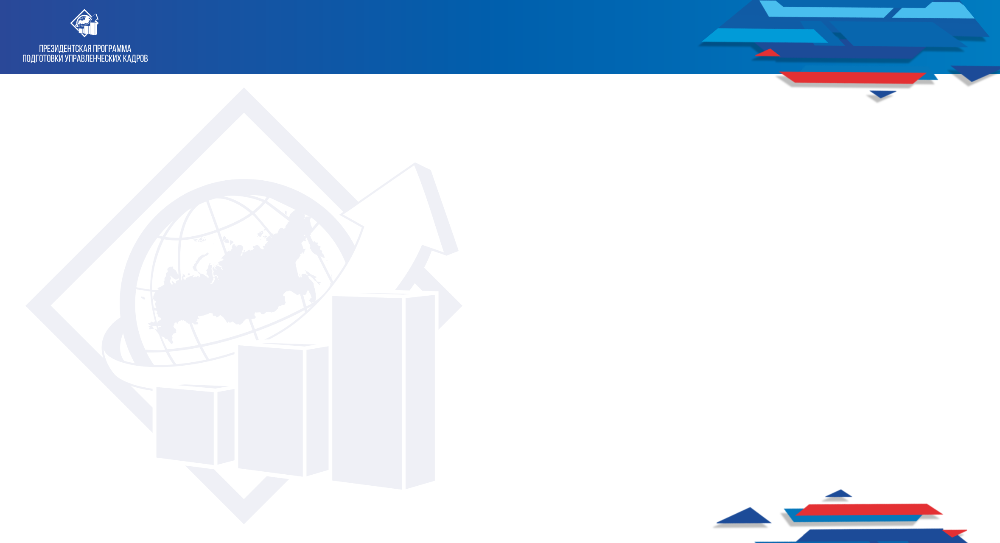 ПРЕЗИДЕНТСКАЯ ПРОГРАММА
ПОДГОТОВКИ УПРАВЛЕНЧЕСКИХ КАДРОВ